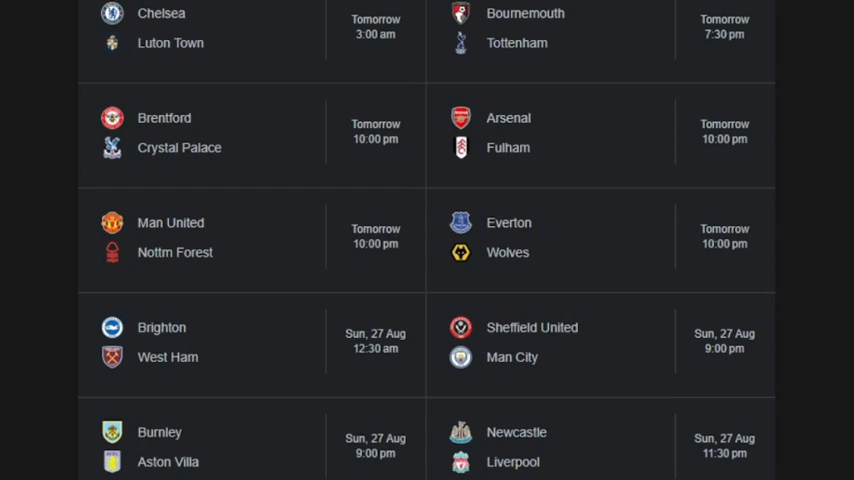 Chelsea
Luton Town
Tomorrow
3:00 am
Bournemouth
Tottenham
Tomorrow
7:30 pm
Brentford
Crystal Palace
Tomorrow
10:00 pm
Arsenal
Fulham
Tomorrow
10:00 pm
Man United
Nottm Forest
Tomorrow
10:00 pm
Everton
Wolves
Tomorrow
10:00 pm
Brighton
West Ham
Sun, 27 Aug
12:30 am
Sheffield United
Man City
Sun, 27 Aug
9:00 pm
Burnley
Aston Villa
Sun, 27 Aug
9:00 pm
Newcastle
Liverpool
Sun, 27 Aug
11:30 pm